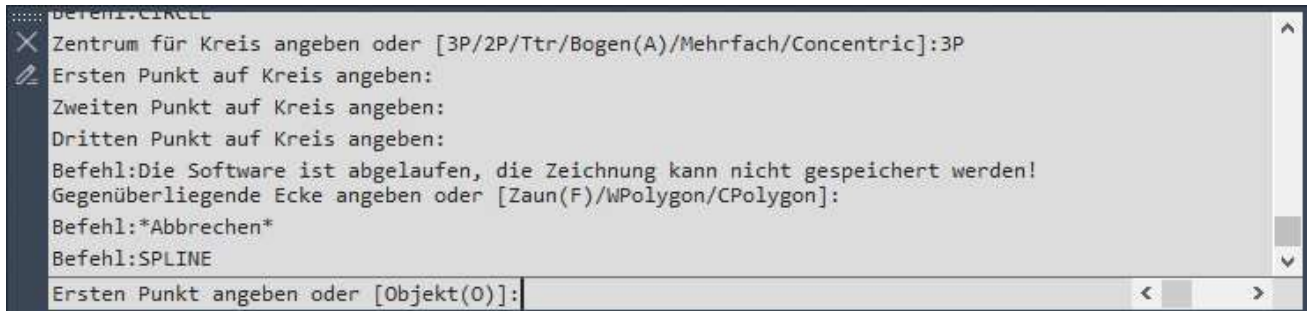 Befehl:CIRCLE
Zentrum für Kreis angeben oder [3P/2P/Ttr/Bogen(A)/Mehrfach/Concentric]:3P
Ersten Punkt auf Kreis angeben:
Zweiten Punkt auf Kreis angeben:
Dritten Punkt auf Kreis angeben:
Befehl:Die Software ist abgelaufen, die Zeichnung kann nicht gespeichert werden!
Gegenüberliegende Ecke angeben oder [Zaun(F)/WPolygon/CPolygon]:
Befehl:*Abbrechen*
Befehl:SPLINE
Ersten Punkt angeben oder [Objekt(O)]: